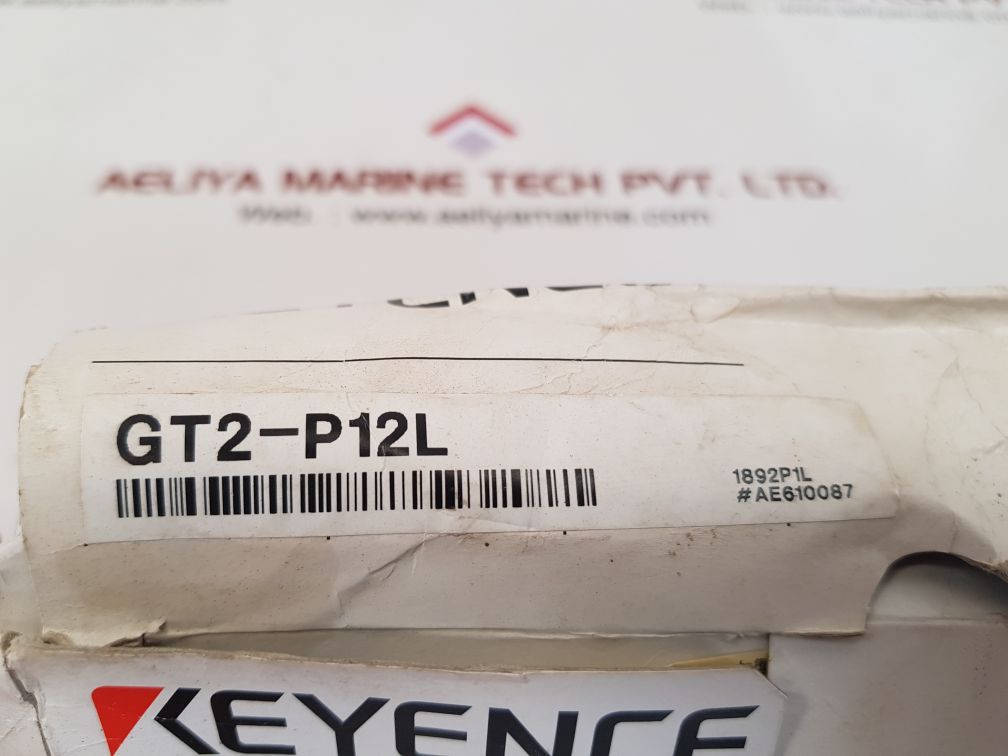 AELIYA MARINE TECH PVT. LTD.
Web. : www.aeliyamarine.com
GT2-P12L
1892P1L
#AE610087
KEYENCE